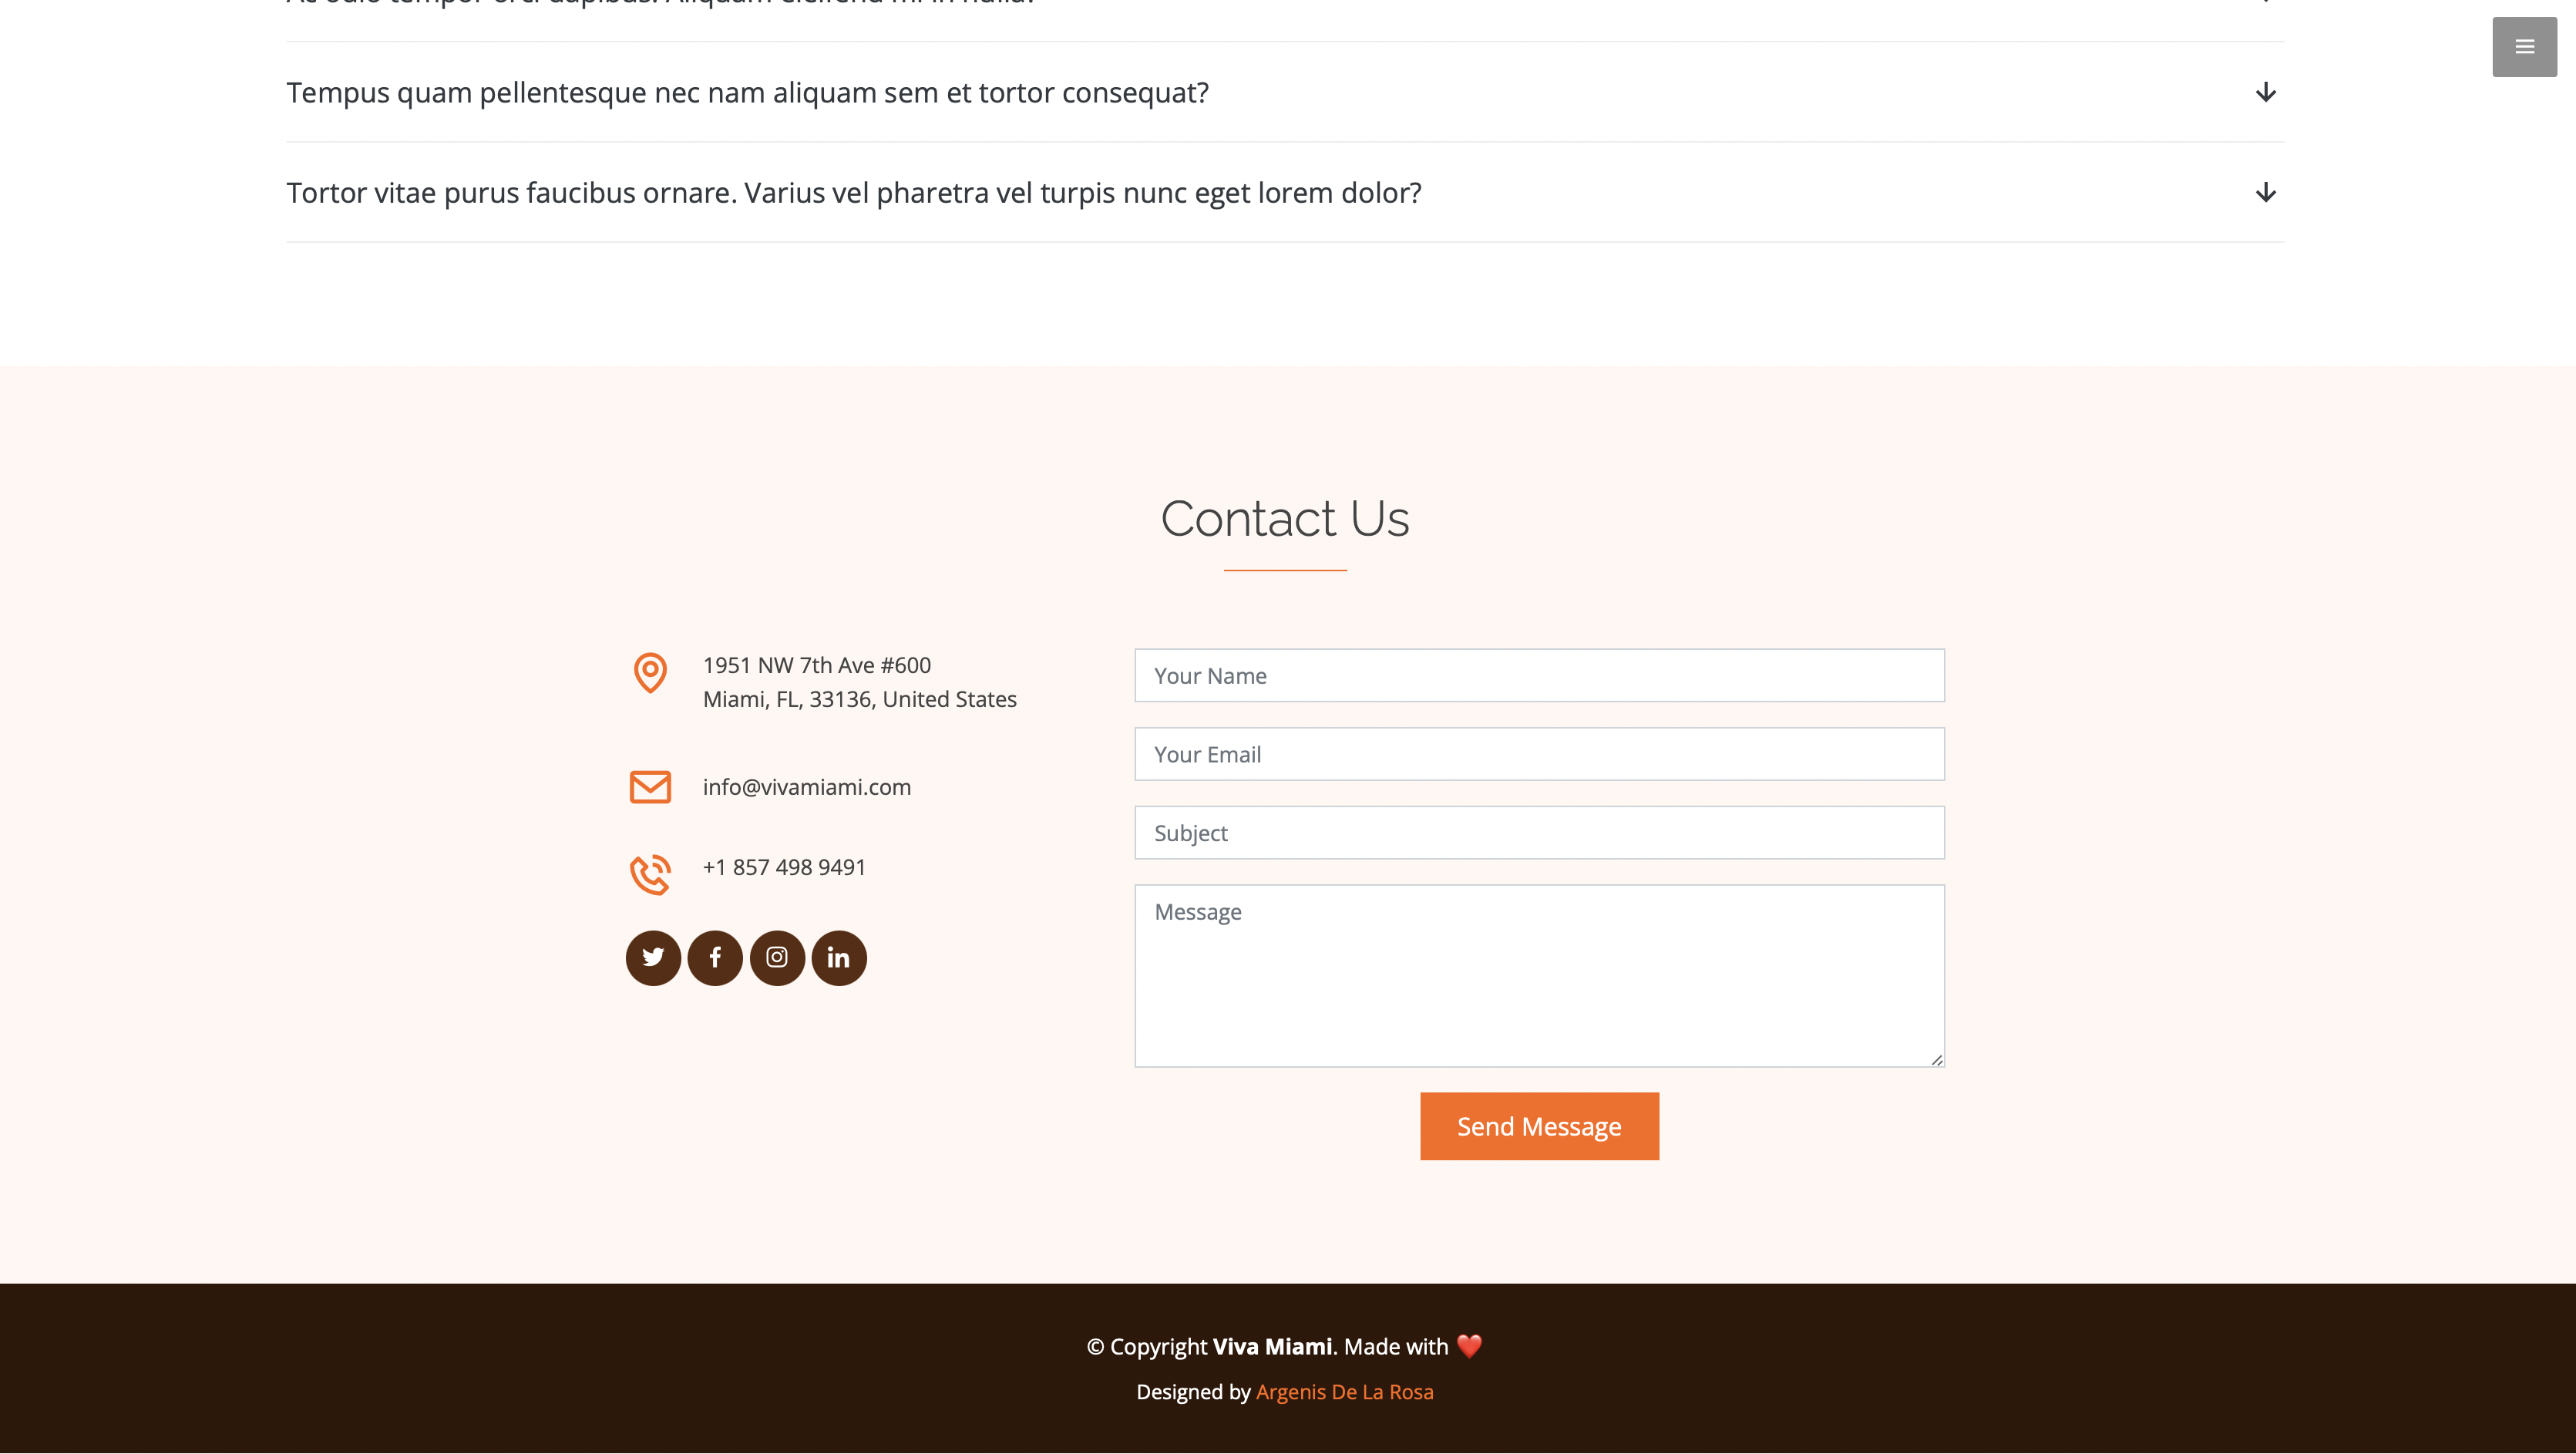 Tempus quam pellentesque nec nam aliquam sem et tortor consequat?
Tortor vitae purus faucibus ornare. Varius vel pharetra vel turpis nunc eget lorem dolor?
Contact Us
1951 NW 7th Ave #600
Miami, FL, 33136, United States
info@vivamiami.com
+1 857 498 9491
Your Name
Your Email
Subject
Message
Send Message
© Copyright Viva Miami. Made with ❤️
Designed by Argenis De La Rosa